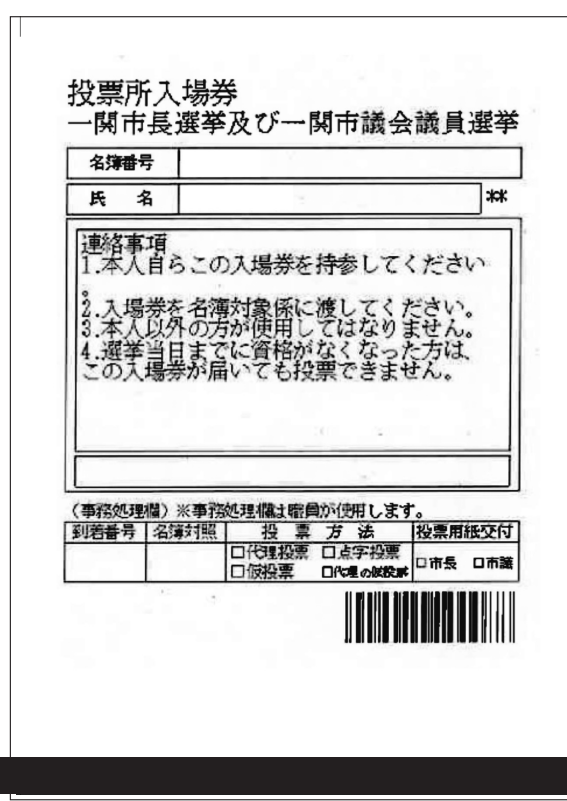 投票所入場券
一関市長選挙及び一関市議会議員選挙
名簿番号
氏 名 **
連絡事項
1.本人自らこの入場券を持参してください
。
2.入場券を名簿対象係に渡してください。
3.本人以外の方が使用してはなりません。
4.選挙当日までに資格がなくなった方は、
この入場券が届いても投票できません。
(事務処理欄)※事務処理欄は職員が使用します。
到着番号 名簿対照 投 票 方 法 投票用紙交付
□代理投票 □点字投票
□仮投票 □代理の仮投票
□市長 □市議